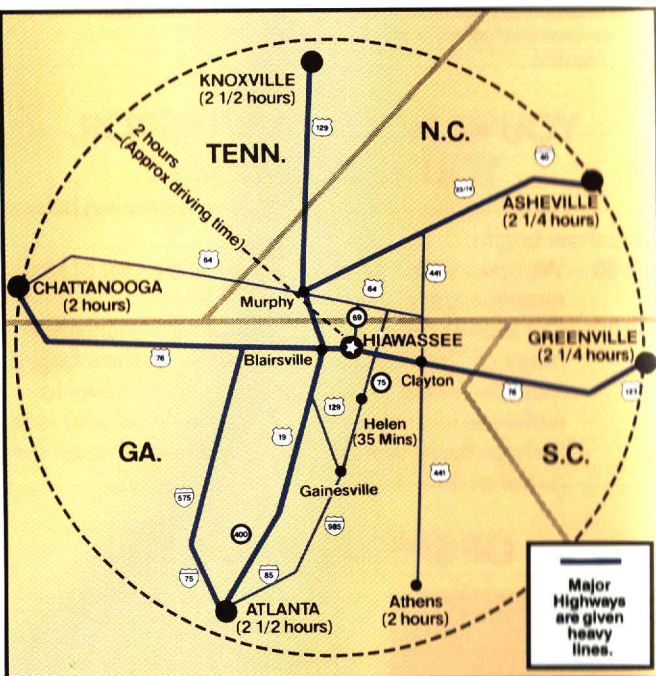 KNOXVILLE
(2 1/2 hours)
129
TENN.
N.C.
40
2 hours
(Approx driving time)
23/74
ASHEVILLE
(2 1/4 hours)
64
441
CHATTANOOGA
(2 hours)
Murphy
64
69
HIAWASSEE
GREENVILLE
(2 1/4 hours)
76
Blairsville
Clayton
75
76
123
129
Helen
(35 Mins)
GA.
19
S.C.
441
Gainesville
575
400
985
75
85
ATLANTA
(2 1/2 hours)
Athens
(2 hours)
Major
Highways
are given
heavy
lines.